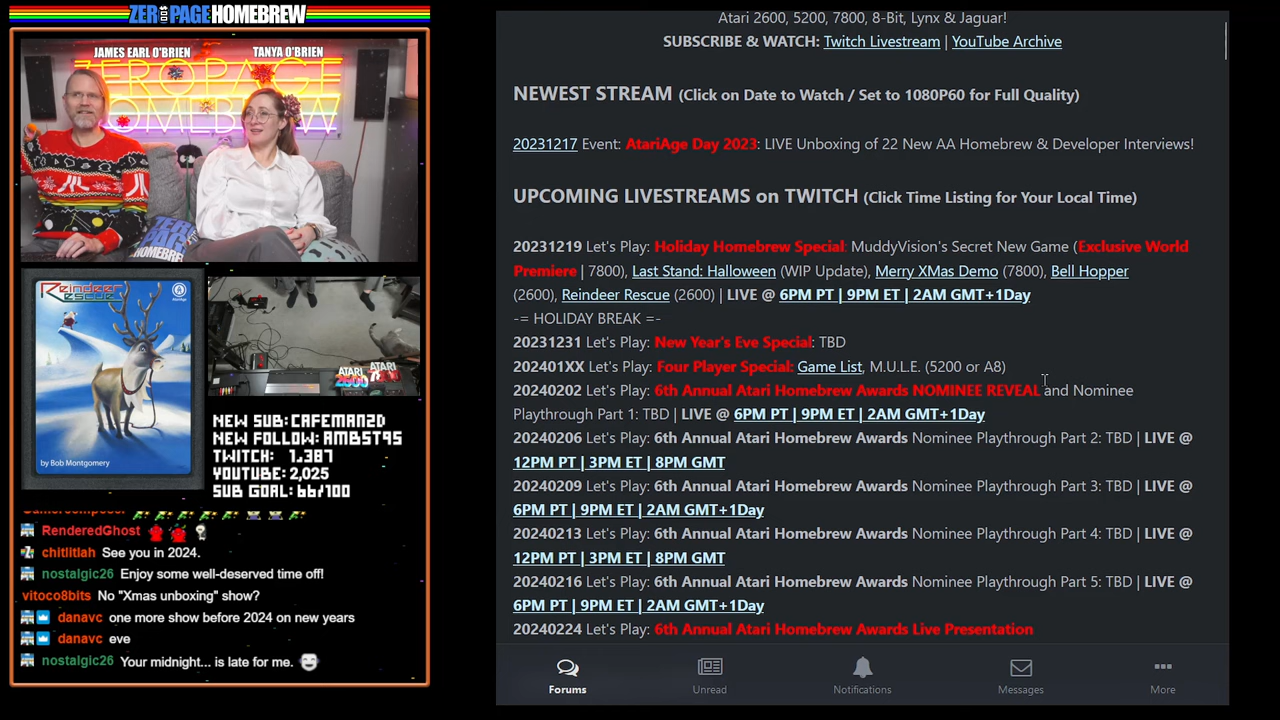 ZEROPAGE HOMEBREW
JAMES EARL O'BRIEN
TANYA O'BRIEN
ZEROPAGE
HOMEBREW
Reindeer
Rescue
AtariAge
by Bob Montgomery
ATARI
2600
ATARI
NEW SUB: CAFEMAN2D
NEW FOLLOW: AMBST95
TWITCH: 1,387
YOUTUBE: 2,025
SUB GOAL: 66/100
RenderedGhost
chitlitlah See you in 2024.
nostalgic26 Enjoy some well-deserved time off!
vitoco8bits No "Xmas unboxing" show?
danavc one more show before 2024 on new years
danavc eve
nostalgic26 Your midnight... is late for me.
Atari 2600, 5200, 7800, 8-Bit, Lynx & Jaguar!
SUBSCRIBE & WATCH: Twitch Livestream | YouTube Archive
NEWEST STREAM (Click on Date to Watch / Set to 1080P60 for Full Quality)
20231217 Event: AtariAge Day 2023: LIVE Unboxing of 22 New AA Homebrew & Developer Interviews!
UPCOMING LIVESTREAMS on TWITCH (Click Time Listing for Your Local Time)
20231219 Let's Play: Holiday Homebrew Special: MuddyVision's Secret New Game (Exclusive World
Premiere | 7800), Last Stand: Halloween (WIP Update), Merry XMas Demo (7800), Bell Hopper
(2600), Reindeer Rescue (2600) | LIVE @ 6PM PT | 9PM ET | 2AM GMT+1Day
-= HOLIDAY BREAK =-
20231231 Let's Play: New Year's Eve Special: TBD
202401XX Let's Play: Four Player Special: Game List, M.U.L.E. (5200 or A8)
20240202 Let's Play: 6th Annual Atari Homebrew Awards NOMINEE REVEAL and Nominee
Playthrough Part 1: TBD | LIVE @ 6PM PT | 9PM ET | 2AM GMT+1Day
20240206 Let's Play: 6th Annual Atari Homebrew Awards Nominee Playthrough Part 2: TBD | LIVE @
12PM PT | 3PM ET | 8PM GMT
20240209 Let's Play: 6th Annual Atari Homebrew Awards Nominee Playthrough Part 3: TBD | LIVE @
6PM PT | 9PM ET | 2AM GMT+1Day
20240213 Let's Play: 6th Annual Atari Homebrew Awards Nominee Playthrough Part 4: TBD | LIVE @
12PM PT | 3PM ET | 8PM GMT
20240216 Let's Play: 6th Annual Atari Homebrew Awards Nominee Playthrough Part 5: TBD | LIVE @
6PM PT | 9PM ET | 2AM GMT+1Day
20240224 Let's Play: 6th Annual Atari Homebrew Awards Live Presentation
Forums
Unread
Notifications
Messages
More